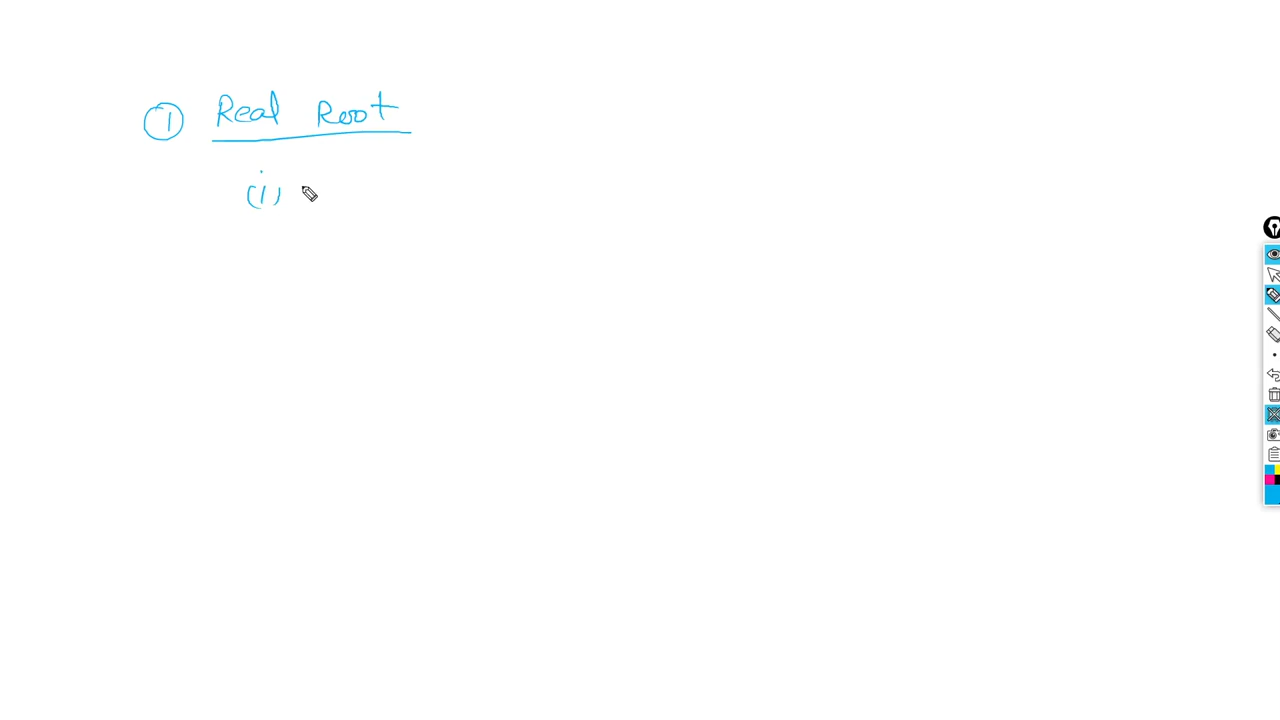 ① Real Root
(i)